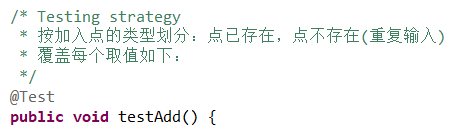 /* Testing strategy
 * 按加入点的类型划分：点已存在，点不存在(重复输入)
 * 覆盖每个取值如下：
 */
@Test
public void testAdd() {